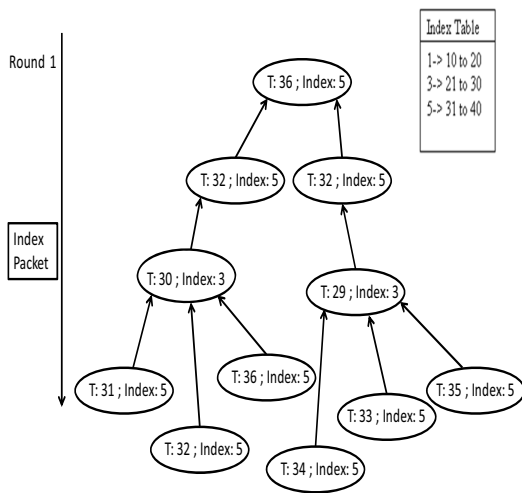 Round 1
Index Table
1-> 10 to 20
3-> 21 to 30
5-> 31 to 40
T: 36 ; Index: 5
T: 32 ; Index: 5
T: 32 ; Index: 5
Index
Packet
T: 30 ; Index: 3
T: 29 ; Index: 3
T: 31 ; Index: 5
T: 36 ; Index: 5
T: 33 ; Index: 5
T: 35 ; Index: 5
T: 32 ; Index: 5
T: 34 ; Index: 5